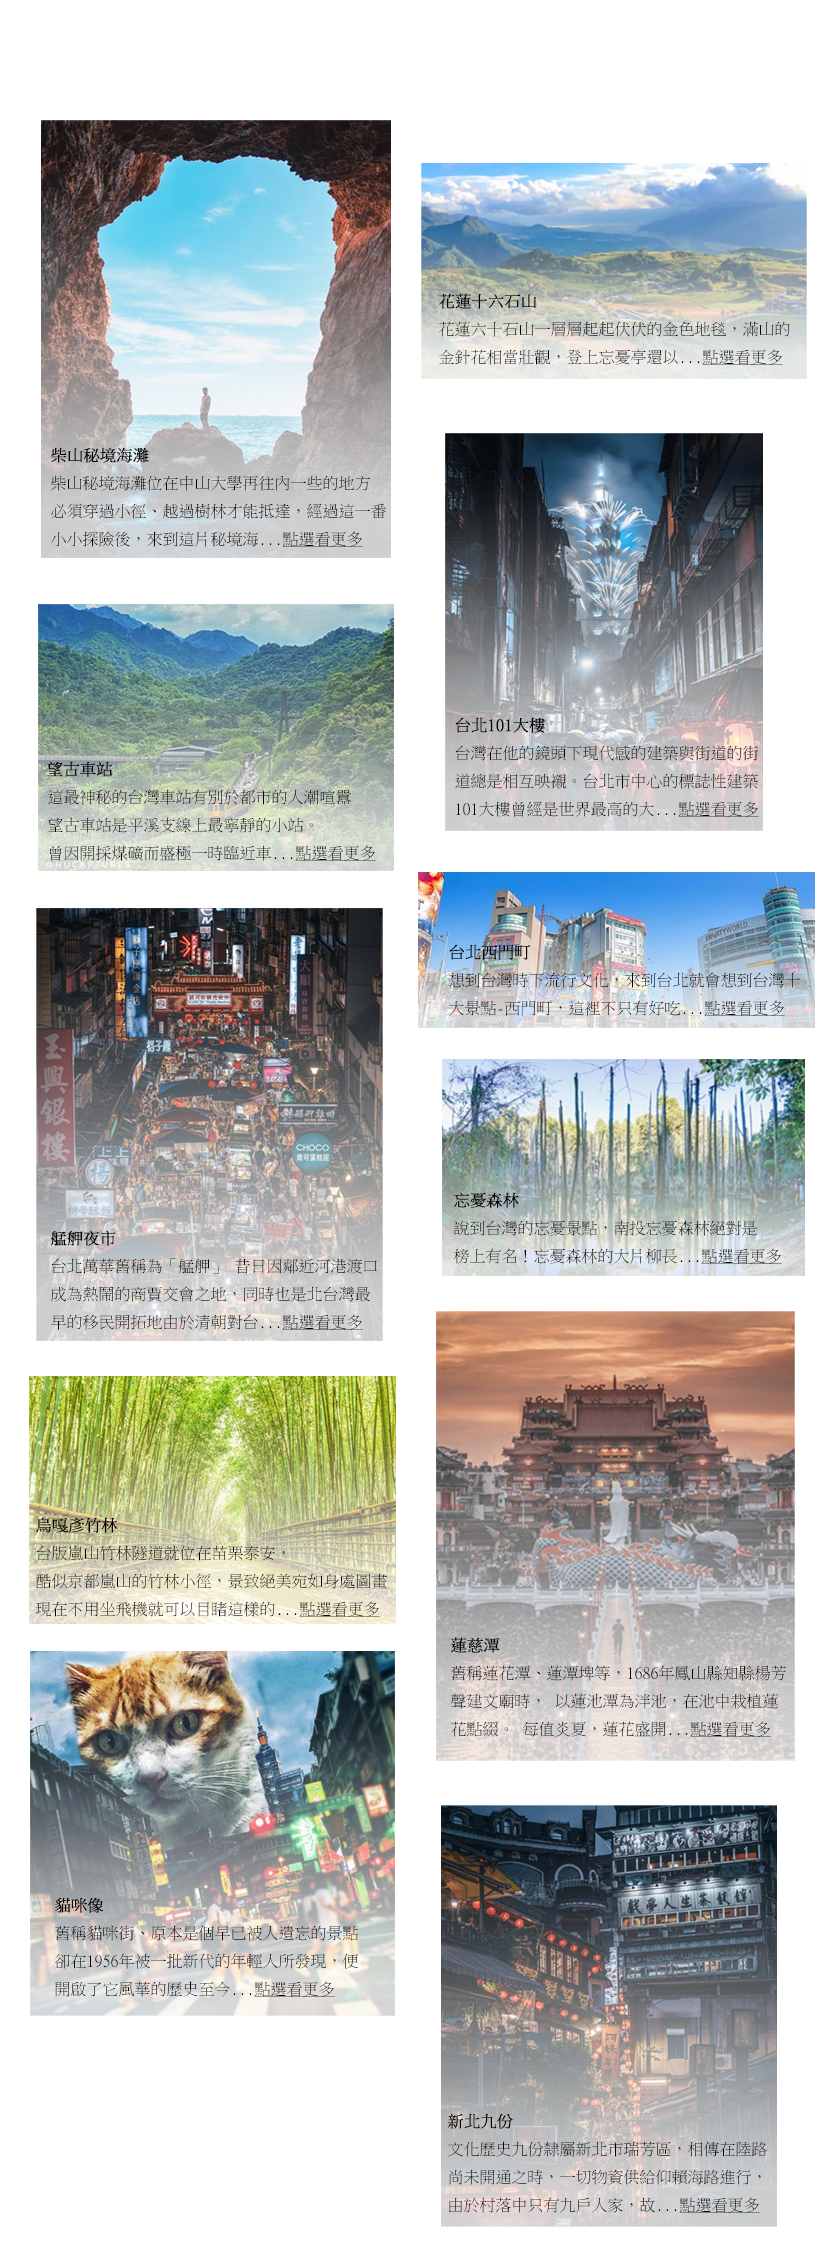 柴山秘境海灘
柴山秘境海灘位在中山大學再往內一些的地方
必須穿過小徑、越過樹林才能抵達，經過這一番
小小探險後，來到這片秘境海...點選看更多
花蓮十六石山
花蓮六十石山一層層起起伏伏的金色地毯，滿山的
金針花相當壯觀，登上忘憂亭還以...點選看更多
台北101大樓
台灣在他的鏡頭下現代感的建築與街道的街
道總是相互映襯。台北市中心的標誌性建築
101大樓曾經是世界最高的大...點選看更多
望古車站
這最神秘的台灣車站有別於都市的人潮喧囂
望古車站是平溪支線上最寧靜的小站。
曾因開採煤礦而盛極一時臨近車...點選看更多
台北西門町
想到台灣時下流行文化，來到台北就會想到台灣十
大景點-西門町，這裡不只有好吃...點選看更多
玉興銀樓
CHOCO
艋舺夜市
台北萬華舊稱為「艋舺」 昔日因鄰近河港渡口
成為熱鬧的商賈交會之地，同時也是北台灣最
早的移民開拓地由於清朝對台...點選看更多
忘憂森林
說到台灣的忘憂景點，南投忘憂森林絕對是
榜上有名！忘憂森林的大片柳長...點選看更多
烏嘎彥竹林
台版嵐山竹林隧道就位在苗栗泰安，
酷似京都嵐山的竹林小徑，景致絕美宛如身處圖畫
現在不用坐飛機就可以目睹這樣的...點選看更多
蓮慈潭
舊稱蓮花潭、蓮潭埤等，1686年鳳山縣知縣楊芳
聲建文廟時， 以蓮池潭為泮池，在池中栽植蓮
花點綴。 每值炎夏，蓮花盛開...點選看更多
貓咪像
舊稱貓咪街、原本是個早已被人遺忘的景點
卻在1956年被一批新代的年輕人所發現，便
開啟了它風華的歷史至今...點選看更多
戲夢人生茶飯館
新北九份
文化歷史九份隸屬新北市瑞芳區，相傳在陸路
尚未開通之時，一切物資供給仰賴海路進行，
由於村落中只有九戶人家，故...點選看更多